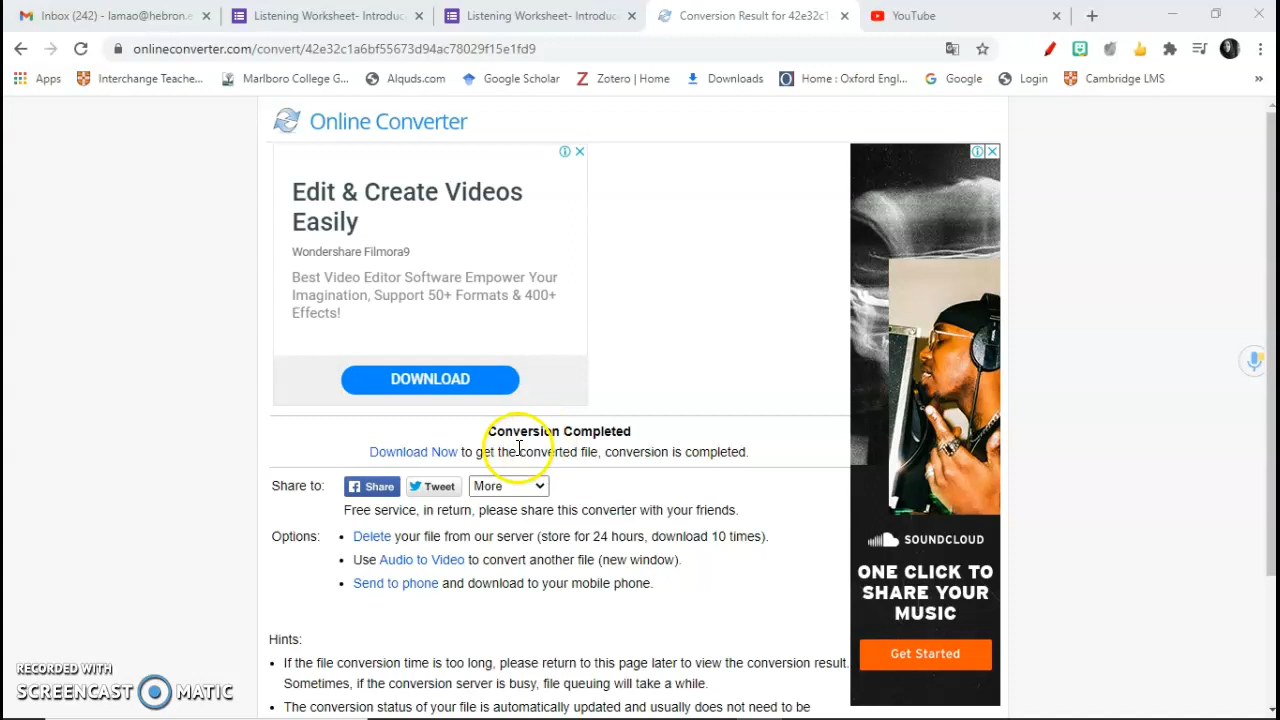 Inbox (242) - lamao@hebron.e
Listening Worksheet- Introduc
Listening Worksheet- Introduc
Conversion Result for 42e32c1
YouTube
onlineconverter.com/convert/42e32c1a6bf55673d94ac78029f15e1fd9
Apps
Interchange Teache...
Marlboro College G...
Alquds.com
Google Scholar
Zotero | Home
Downloads
Home : Oxford Engl...
Google
Login
Cambridge LMS
»
Online Converter
Edit & Create Videos
Easily
Wondershare Filmora9
Best Video Editor Software Empower Your
Imagination, Support 50+ Formats & 400+
Effects!
DOWNLOAD
Conversion Completed
Download Now to get the converted file, conversion is completed.
Share to:
Share
Tweet
More
Free service, in return, please share this converter with your friends.
Options:
• Delete your file from our server (store for 24 hours, download 10 times).
• Use Audio to Video to convert another file (new window).
• Send to phone and download to your mobile phone.
Hints:
• If the file conversion time is too long, please return to this page later to view the conversion result.
Sometimes, if the conversion server is busy, file queuing will take a while.
• The conversion status of your file is automatically updated and usually does not need to be
SOUNDCLOUD
ONE CLICK TO
SHARE YOUR
MUSIC
Get Started
RECORDED WITH
SCREENCAST MATIC